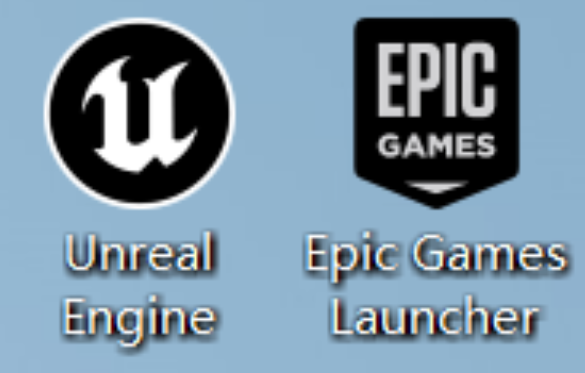 EPIC
GAMES
Unreal
Engine
Epic Games
Launcher